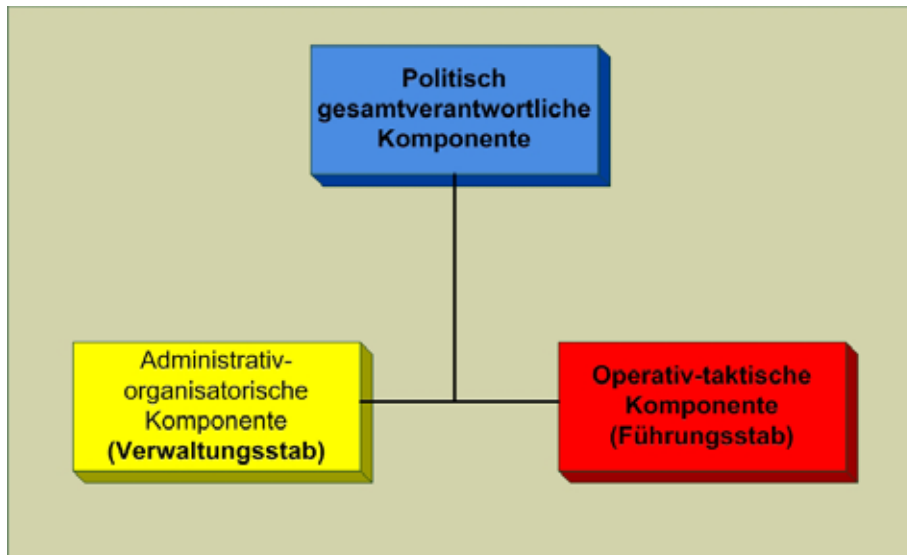 Politisch
gesamtverantwortliche
Komponente
Administrativ-
organisatorische
Komponente
(Verwaltungsstab)
Operativ-taktische
Komponente
(Führungsstab)